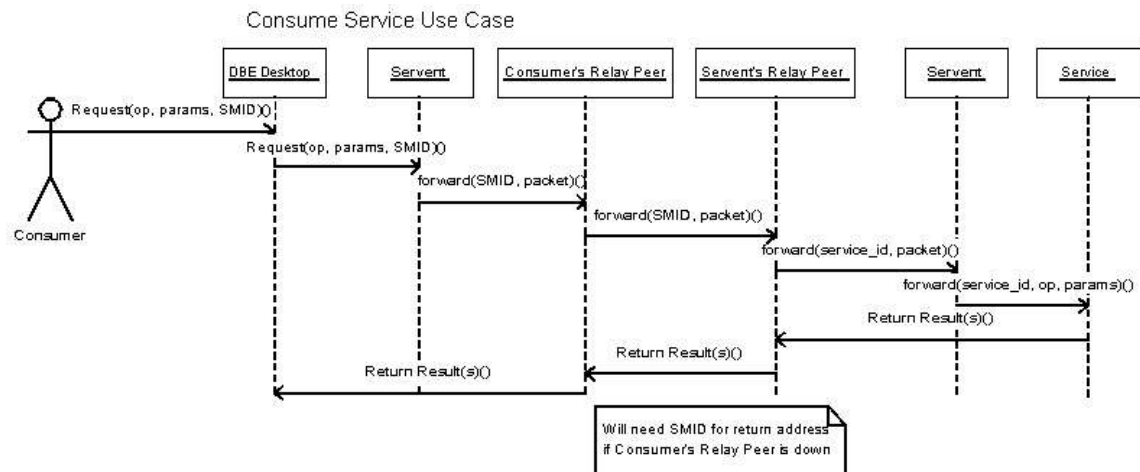 Consume Service Use Case
DBE Desktop
Servent
Consumer's Relay Peer
Servent's Relay Peer
Servent
Service
Request(op, params, SMID)()
Request(op, params, SMID)()
forward(SMID, packet)()
Consumer
forward(SMID, packet)()
forward(service_id, packet)()
forward(service_id, op, params)()
Return Result(s)()
Return Result(s)()
Return Result(s)()
Will need SMID for return address
if Consumer's Relay Peer is down